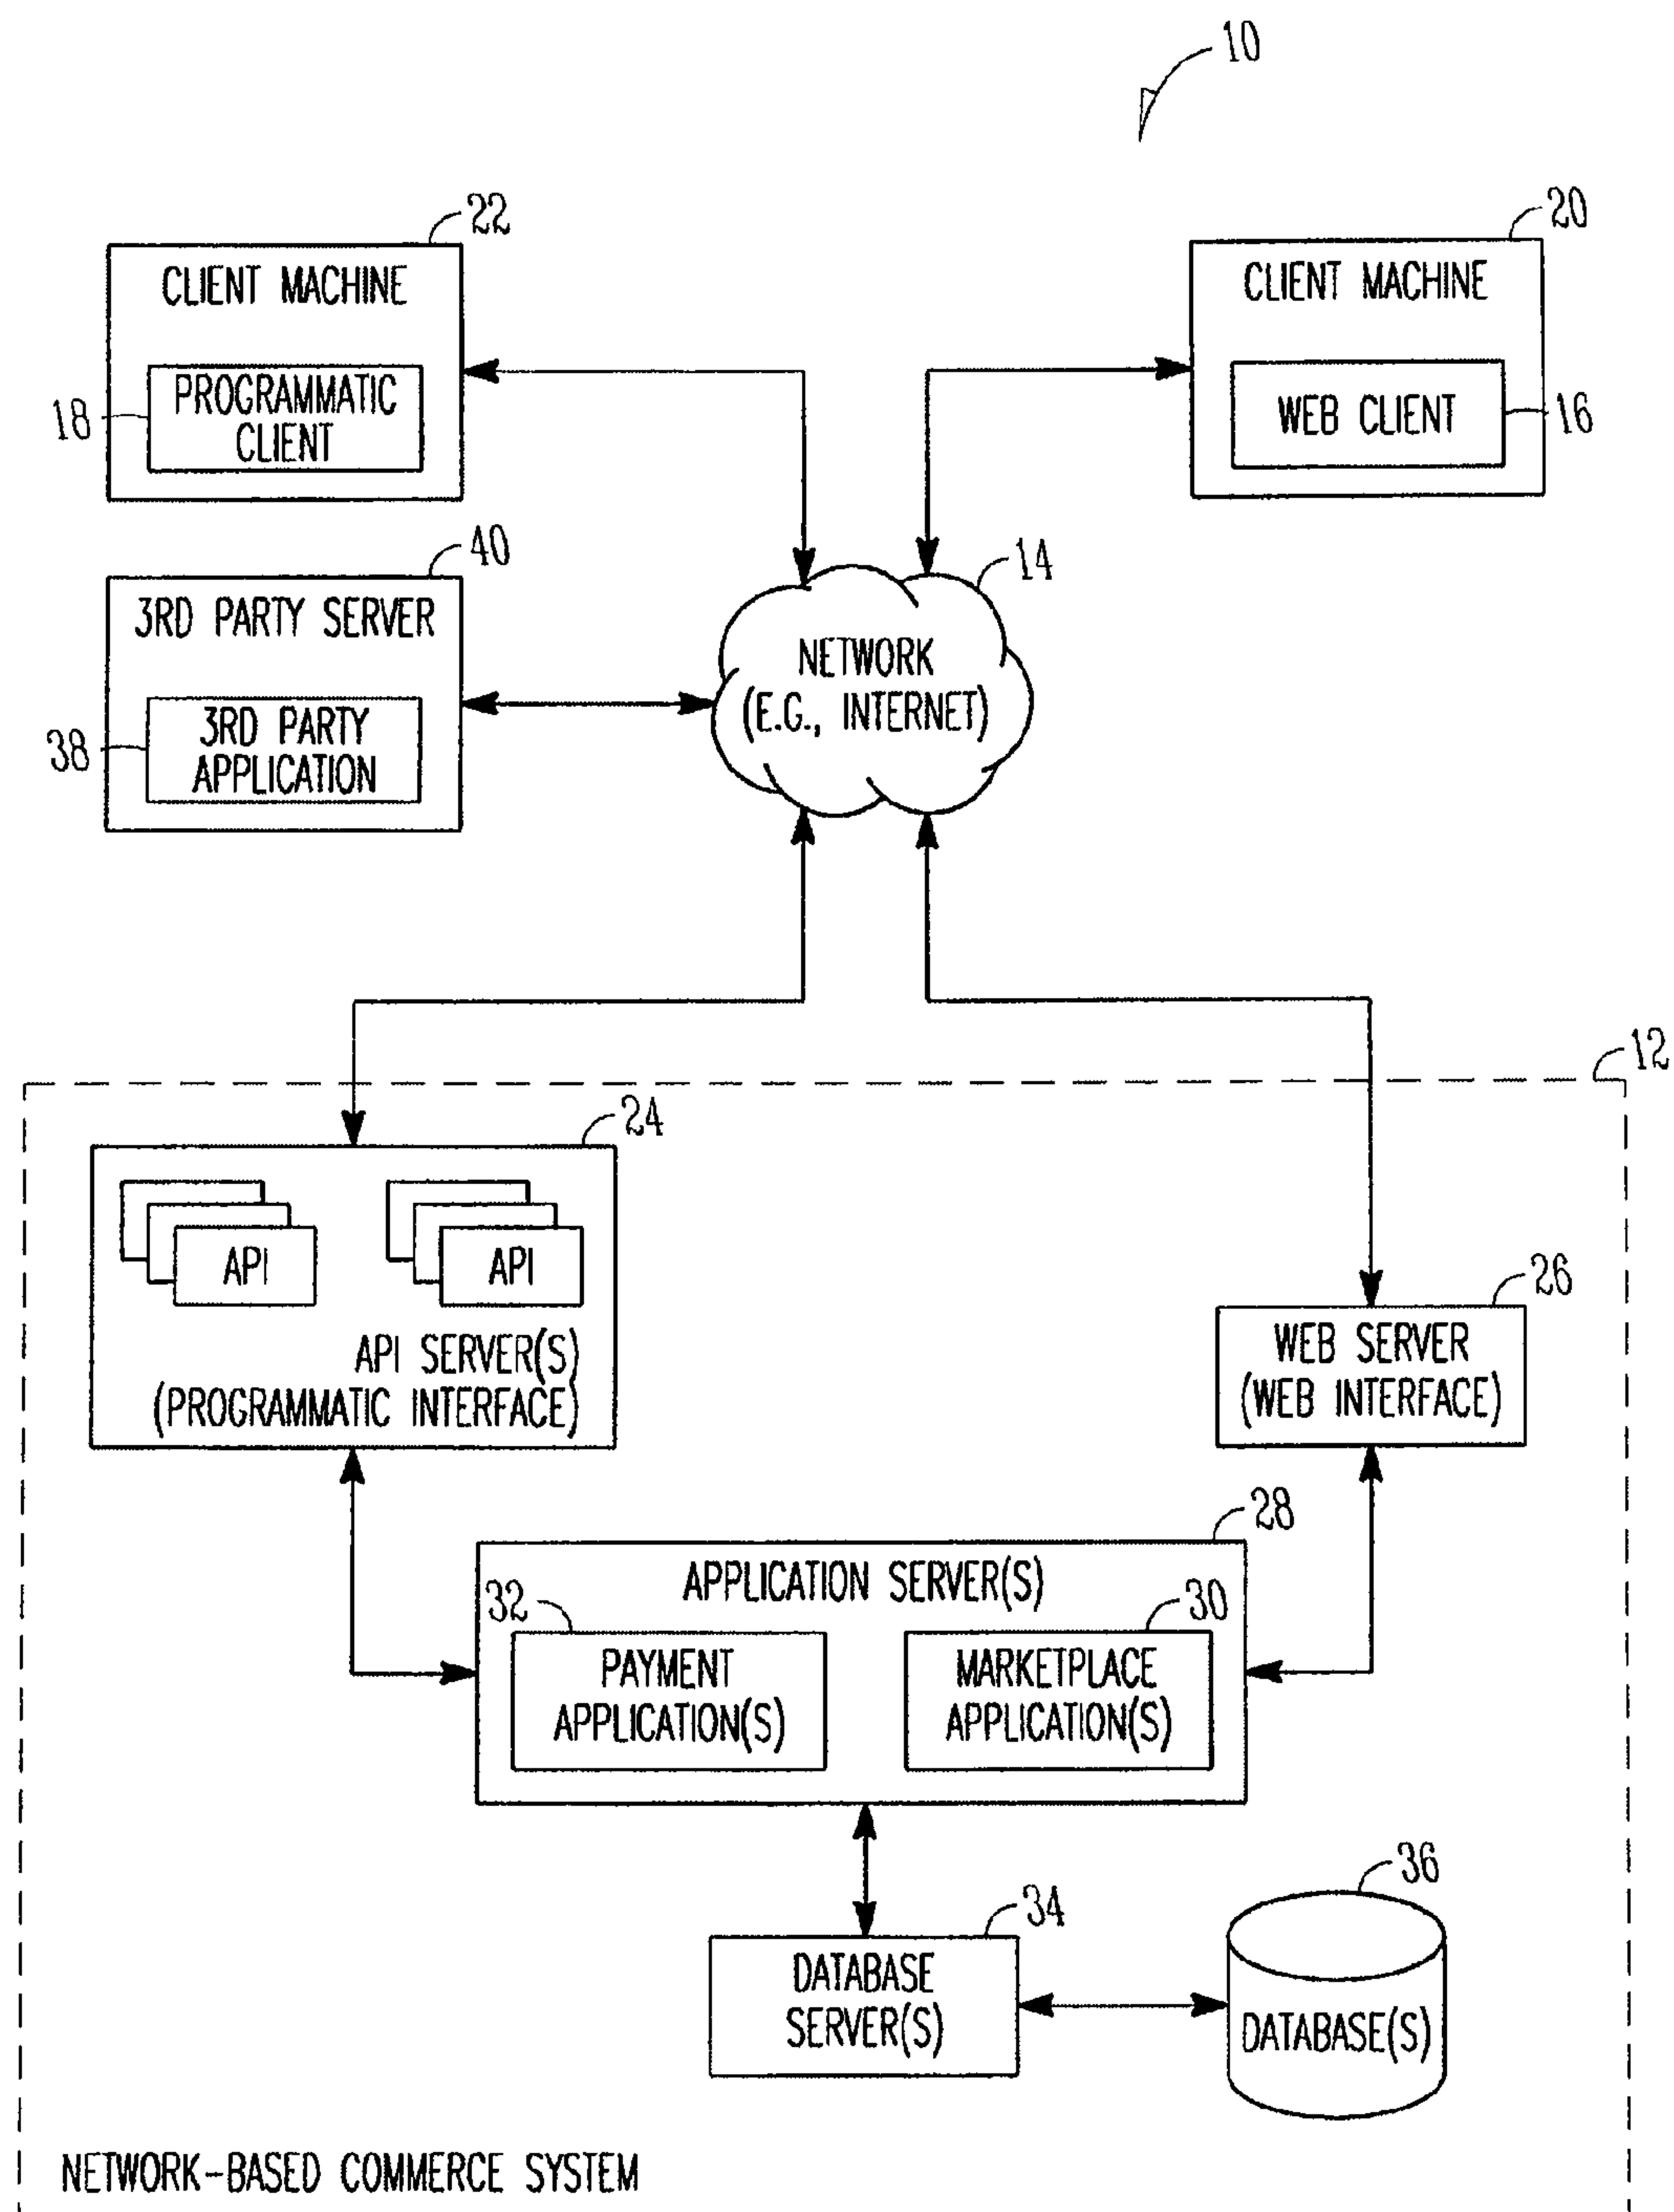 10
22
CLIENT MACHINE
18
PROGRAMMATIC
CLIENT
20
CLIENT MACHINE
WEB CLIENT
16
40
3RD PARTY SERVER
38
3RD PARTY
APPLICATION
14
NETWORK
(E.G., INTERNET)
12
24
API
API
API SERVER(S)
(PROGRAMMATIC INTERFACE)
26
WEB SERVER
(WEB INTERFACE)
28
APPLICATION SERVER(S)
32
PAYMENT
APPLICATION(S)
30
MARKETPLACE
APPLICATION(S)
34
DATABASE
SERVER(S)
36
DATABASE(S)
NETWORK-BASED COMMERCE SYSTEM